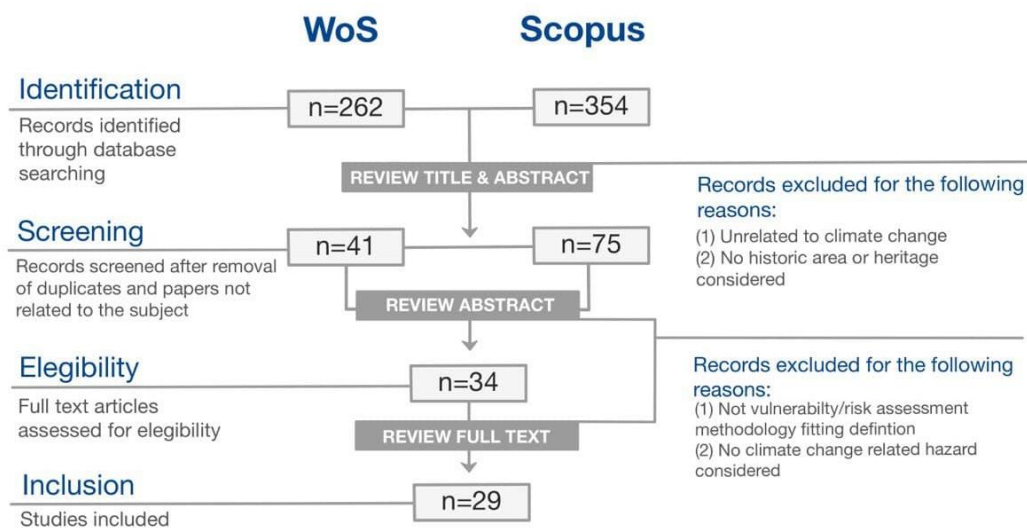 WoS
Scopus
Identification
n=262
n=354
Records identified
through database
searching
REVIEW TITLE & ABSTRACT
Records excluded for the following
reasons:
(1) Unrelated to climate change
(2) No historic area or heritage
considered
Screening
n=41
n=75
Records screened after removal
of duplicates and papers not
related to the subject
REVIEW ABSTRACT
Elegibility
n=34
Full text articles
assessed for elegibility
Records excluded for the following
reasons:
(1) Not vulnerabilty/risk assessment
methodology fitting defintion
(2) No climate change related hazard
considered
REVIEW FULL TEXT
Inclusion
n=29
Studies included